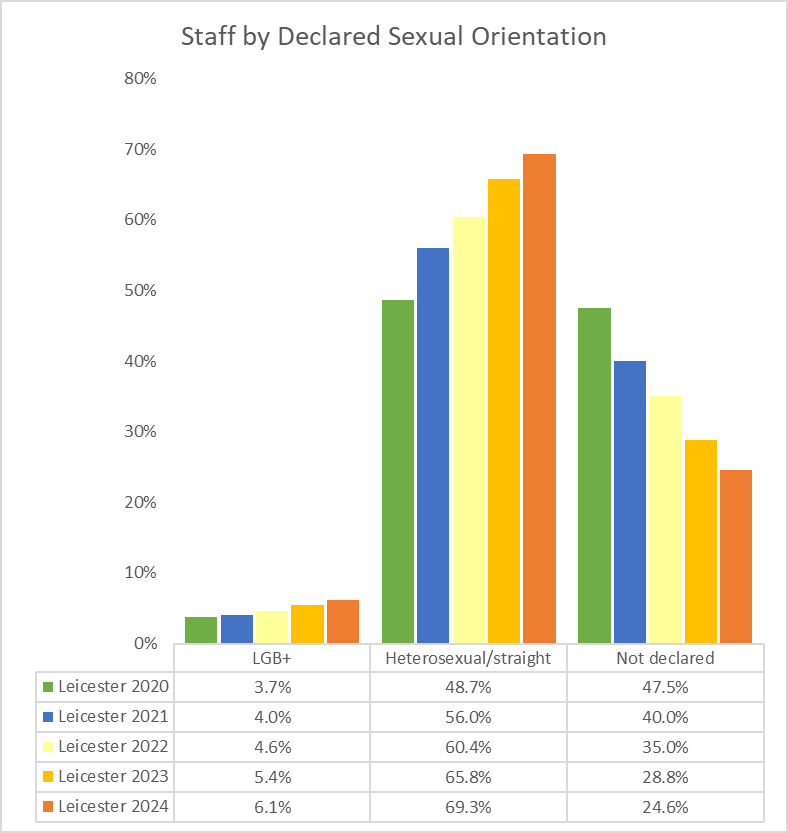 Staff by Declared Sexual Orientation
80%
70%
60%
50%
40%
30%
20%
10%
0%
LGB+ Heterosexual/straight Not declared
Leicester 2020 3.7% 48.7% 47.5%
Leicester 2021 4.0% 56.0% 40.0%
Leicester 2022 4.6% 60.4% 35.0%
Leicester 2023 5.4% 65.8% 28.8%
Leicester 2024 6.1% 69.3% 24.6%